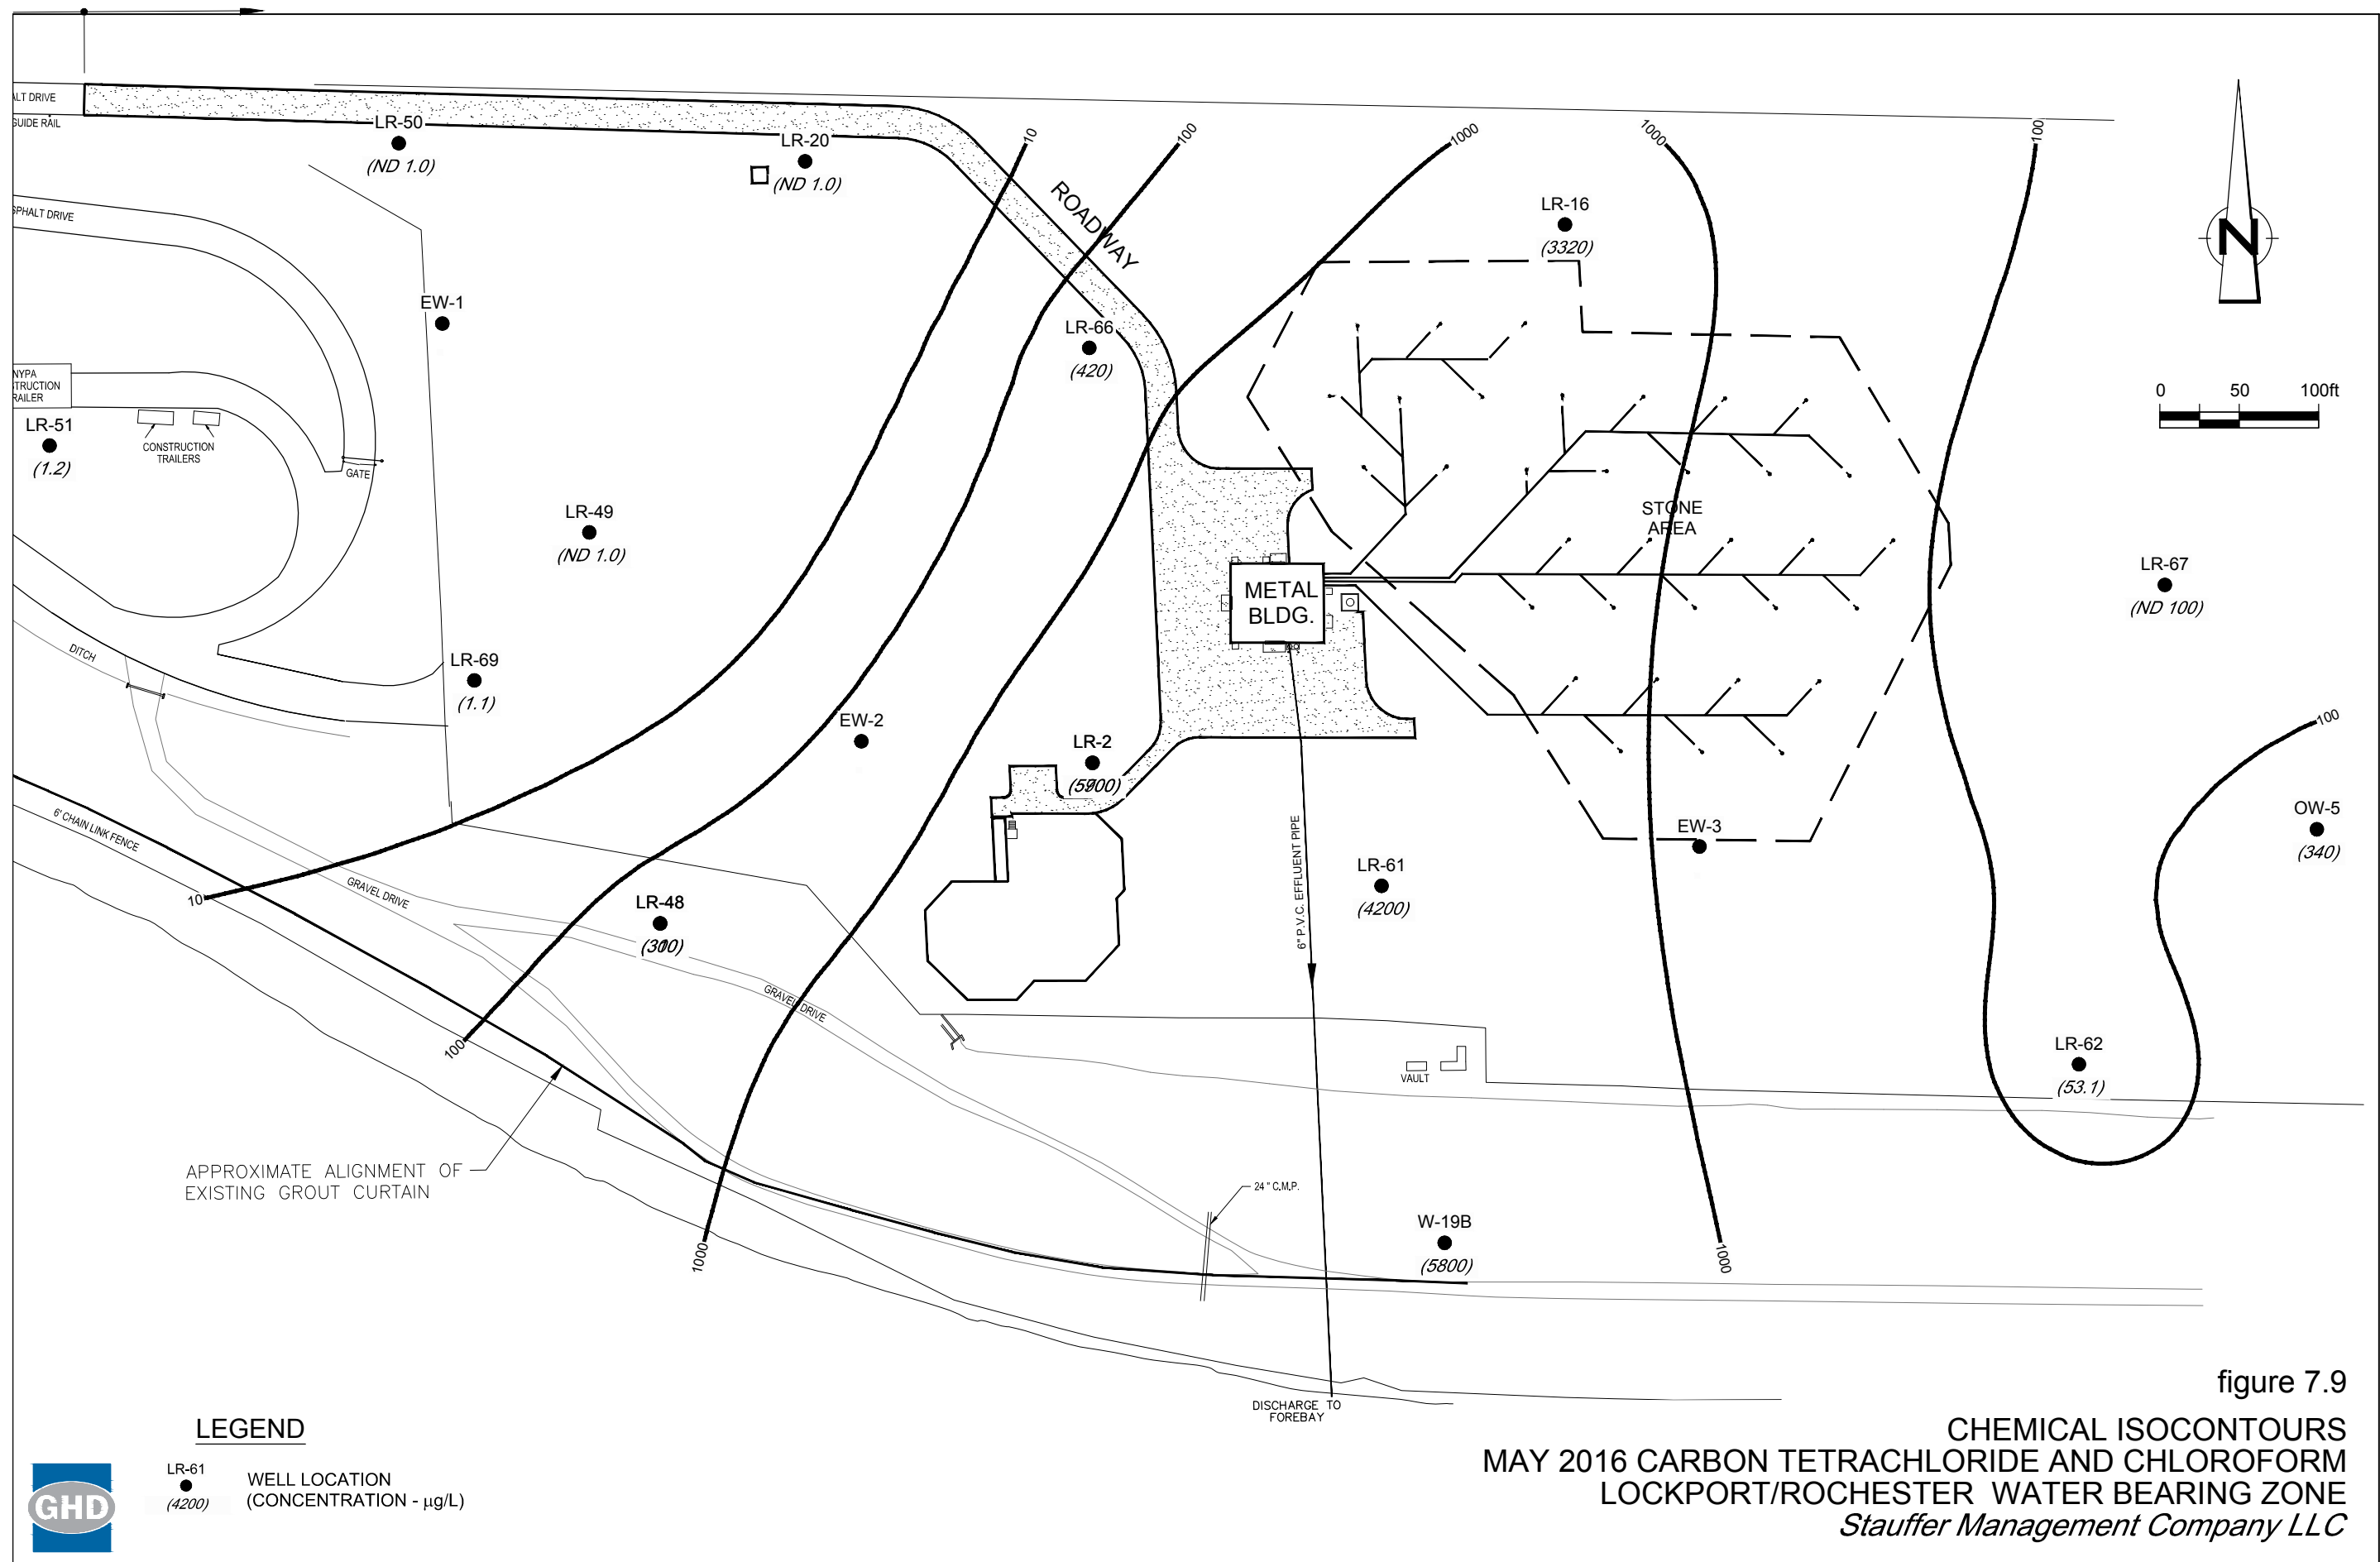 ALT DRIVE
GUIDE RAIL
LR-50
(ND 1.0)
LR-20
(ND 1.0)
10
100
1000
1000
100
ROADWAY
LR-16
(3320)
N
ASPHALT DRIVE
EW-1
LR-66
(420)
0 50 100ft
NYPA
TRUCTION
RAILER
LR-51
(1.2)
CONSTRUCTION
TRAILERS
GATE
LR-49
(ND 1.0)
STONE
AREA
METAL
BLDG.
LR-67
(ND 100)
DITCH
LR-69
(1.1)
EW-2
LR-2
100
6' CHAIN LINK FENCE
10
GRAVEL DRIVE
LR-48
6" P.V.C. EFFLUENT PIPE
LR-61
(4200)
EW-3
OW-5
(340)
GRAVEL DRIVE
100
VAULT
LR-62
(53.1)
APPROXIMATE ALIGNMENT OF
EXISTING GROUT CURTAIN
24 " C.M.P.
W-19B
(5800)
1000
1000
DISCHARGE TO
FOREBAY
LEGEND
LR-61
(4200)
WELL LOCATION
(CONCENTRATION - µg/L)
GHD
figure 7.9
CHEMICAL ISOCONTOURS
MAY 2016 CARBON TETRACHLORIDE AND CHLOROFORM
LOCKPORT/ROCHESTER WATER BEARING ZONE
Stauffer Management Company LLC